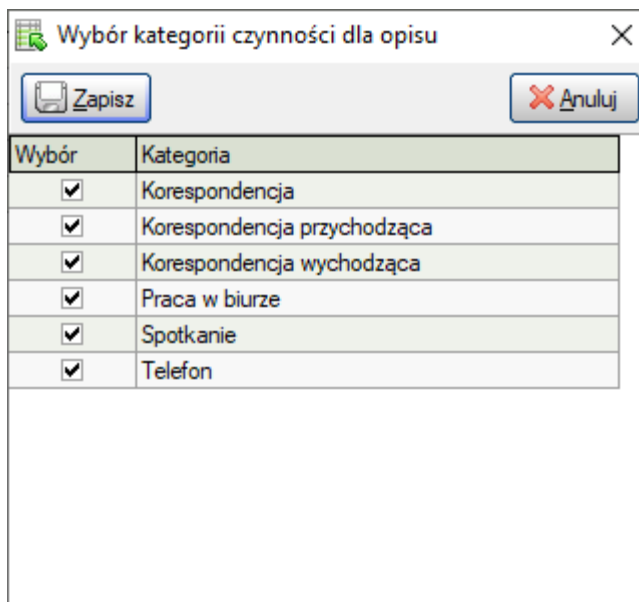 Wybór kategorii czynności dla opisu
Zapisz Anuluj
Wybór Kategoria
Korespondencja
Korespondencja przychodząca
Korespondencja wychodząca
Praca w biurze
Spotkanie
Telefon